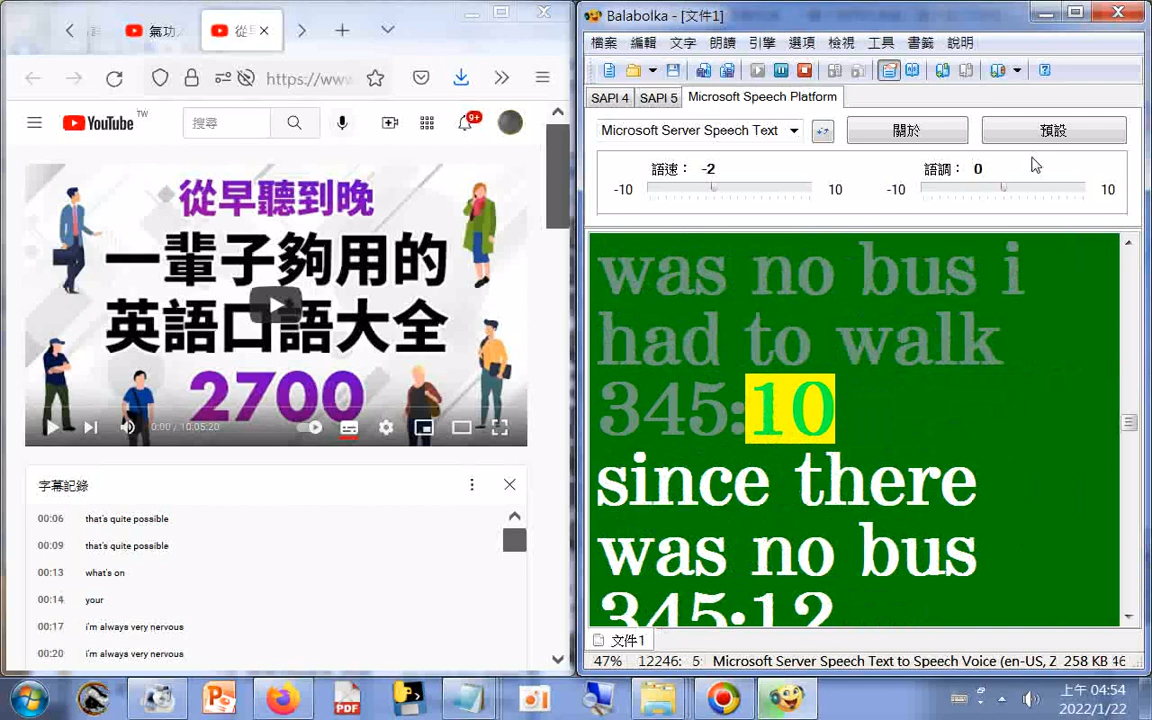 氣功
從
https://www
YouTube TW
搜尋
9+
從早聽到晚
一輩子夠用的
英語口語大全
2700
0:00 / 10:05:20
字幕記錄
00:06 that's quite possible
00:09 that's quite possible
00:13 what's on
00:14 your
00:17 i'm always very nervous
00:20 i'm always very nervous
Balabolka - [文件1]
檔案 編輯 文字 朗讀 引擎 選項 檢視 工具 書籤 說明
SAPI 4 SAPI 5 Microsoft Speech Platform
Microsoft Server Speech Text 關於 預設
語速： -2 語調： 0
-10 10 -10 10
was no bus i
had to walk
345:10
since there
was no bus
345:12
文件1
47% 12246: 5 Microsoft Server Speech Text to Speech Voice (en-US, Z 258 KB 46
PDF
上午 04:54
2022/1/22